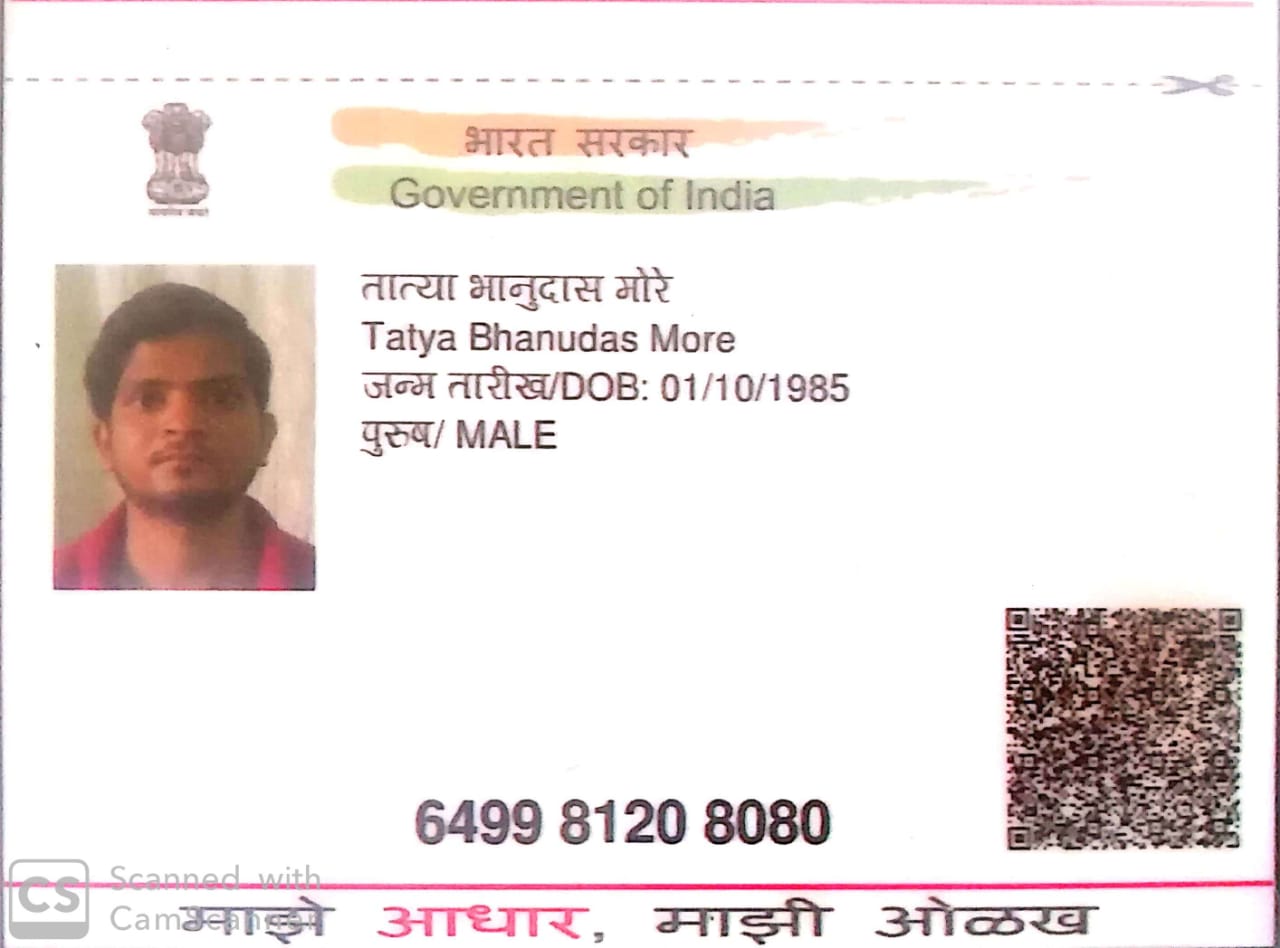 भारत सरकार
Government of India
तात्या भानुदास मोरे
Tatya Bhanudas More
जन्म तारीख/DOB: 01/10/1985
पुरुष/ MALE
6499 8120 8080
माझे आधार, माझी ओळख
CS Scanned with
CamScanner